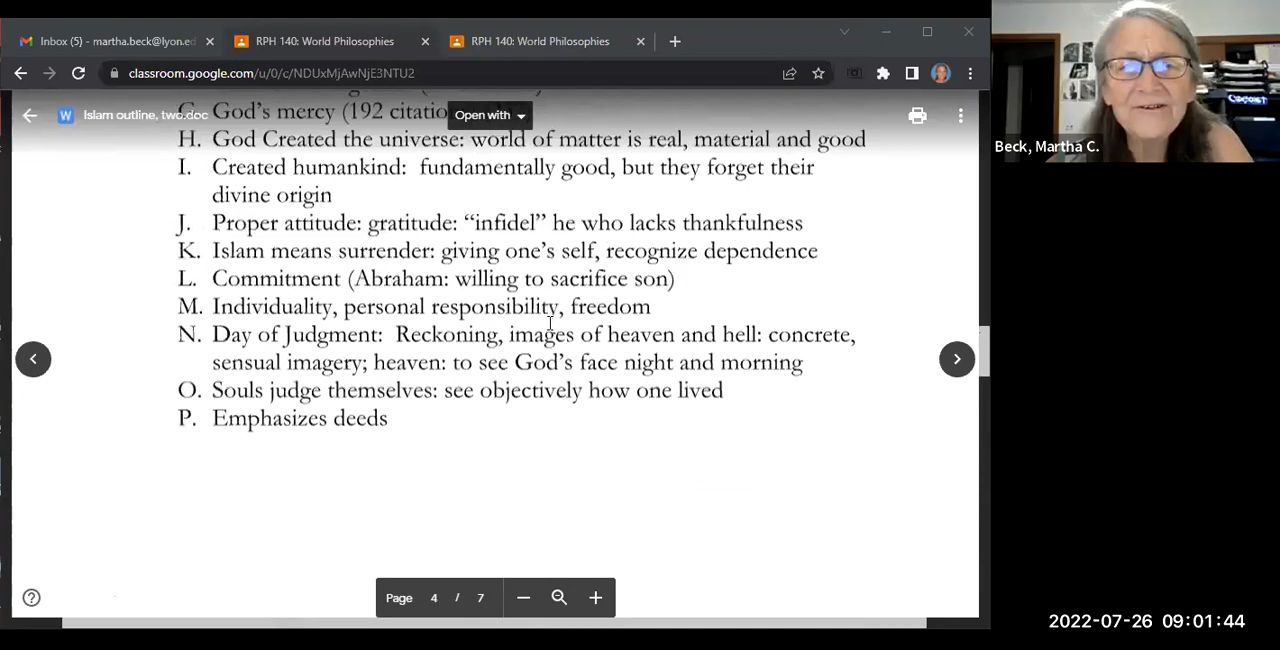 Inbox (5) - martha.beck@lyon.ed
RPH 140: World Philosophies
RPH 140: World Philosophies
classroom.google.com/u/0/c/NDUxMjAwNjE3NTU2
Islam outline, two.doc
Open with
G. God's mercy (192 citatio
H. God Created the universe: world of matter is real, material and good
I. Created humankind: fundamentally good, but they forget their
divine origin
J. Proper attitude: gratitude: “infidel” he who lacks thankfulness
K. Islam means surrender: giving one’s self, recognize dependence
L. Commitment (Abraham: willing to sacrifice son)
M. Individuality, personal responsibility, freedom
N. Day of Judgment: Reckoning, images of heaven and hell: concrete,
sensual imagery; heaven: to see God’s face night and morning
O. Souls judge themselves: see objectively how one lived
P. Emphasizes deeds
Page 4 / 7
Beck, Martha C.
2022-07-26 09:01:44